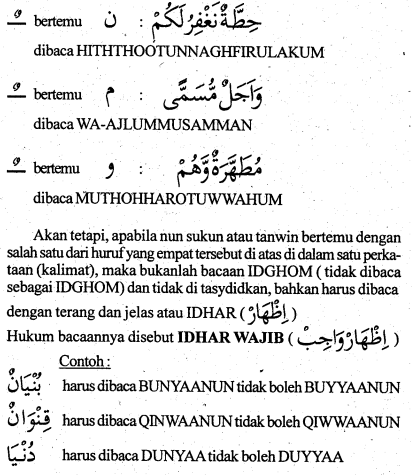 ـٌ bertemu ن : حِطَّةٌ نَّغْفِرْ لَكُمْ
dibaca HITHTHOOTUNNAGHFIRULAKUM
ـٌ bertemu م : وَاَجَلٌ مُّسَمًّى
dibaca WA-AJLUMMUSAMMAN
ـٌ bertemu و : مُطَهَّرَةٌ وَّهُمْ
dibaca MUTHOHHAROTUWWAHUM
Akan tetapi, apabila nun sukun atau tanwin bertemu dengan
salah satu dari huruf yang empat tersebut di atas di dalam satu perka-
taan (kalimat), maka bukanlah bacaan IDGHOM ( tidak dibaca
sebagai IDGHOM) dan tidak di tasydidkan, bahkan harus dibaca
dengan terang dan jelas atau IDHAR ( اِظْهَارْ )
Hukum bacaannya disebut IDHAR WAJIB ( اِظْهَارْ وَاجِبْ )
Contoh :
بُنْيَانٌ harus dibaca BUNYAANUN tidak boleh BUYYAANUN
قِنْوَانٌ harus dibaca QINWAANUN tidak boleh QIWWAANUN
دُنْيَا harus dibaca DUNYAA tidak boleh DUYYAA